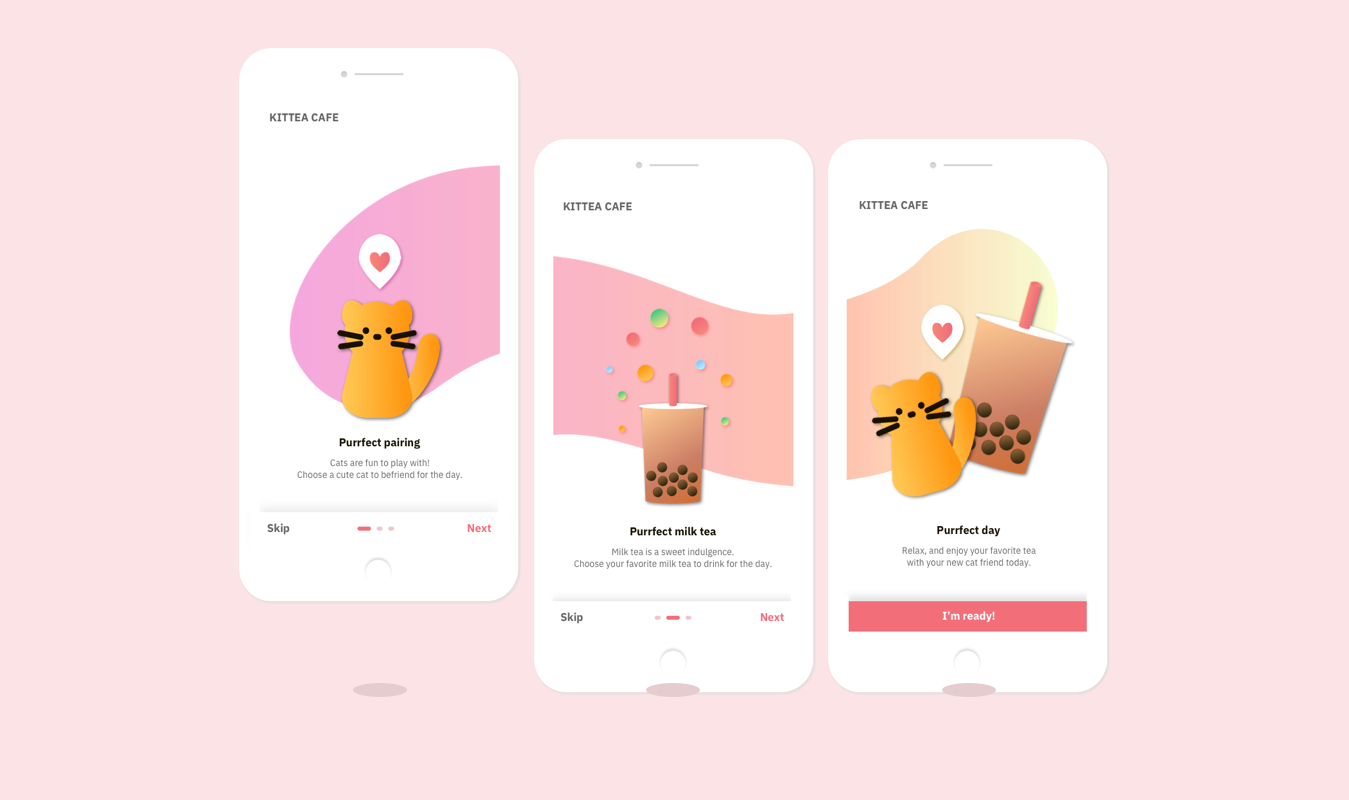 KITTEA CAFE
Purrfect pairing
Cats are fun to play with!
Choose a cute cat to befriend for the day.
Skip
Next
KITTEA CAFE
Purrfect milk tea
Milk tea is a sweet indulgence.
Choose your favorite milk tea to drink for the day.
Skip
Next
KITTEA CAFE
Purrfect day
Relax, and enjoy your favorite tea
with your new cat friend today.
I'm ready!